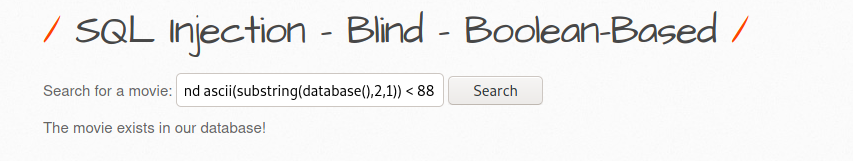 / SQL Injection - Blind - Boolean-Based /
Search for a movie: nd ascii(substring(database(),2,1)) < 88 Search
The movie exists in our database!